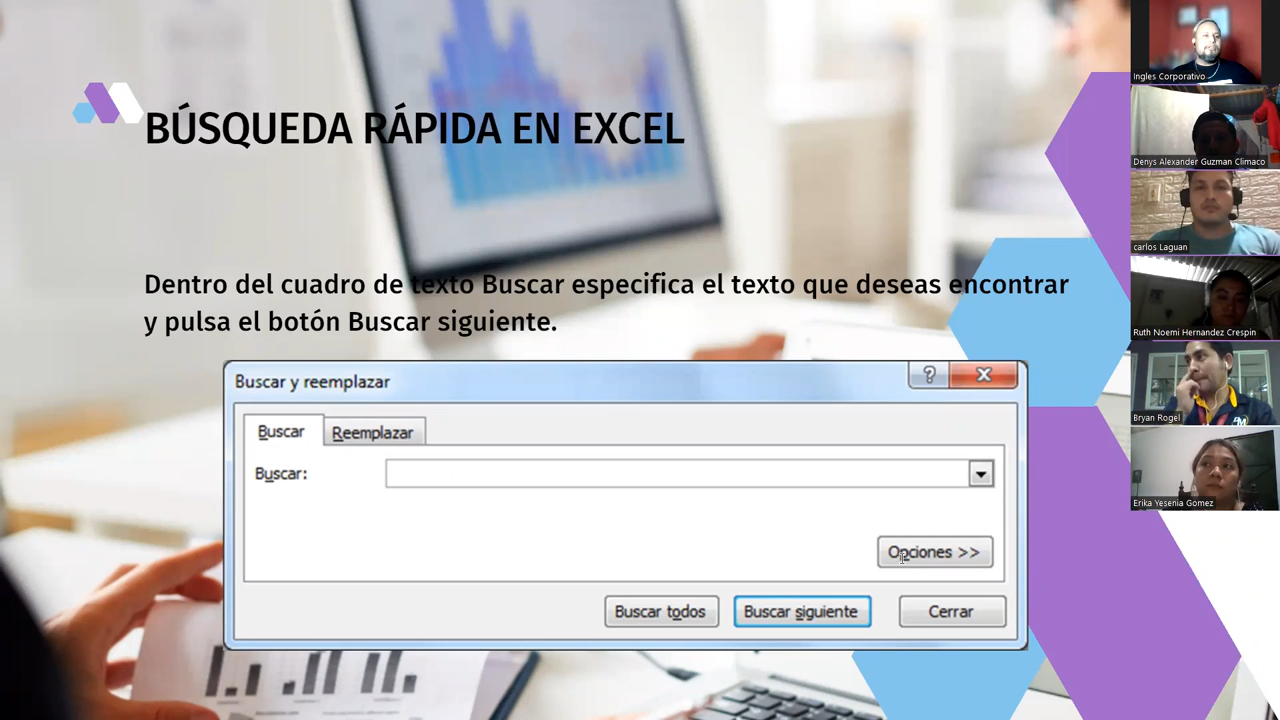 BÚSQUEDA RÁPIDA EN EXCEL
Dentro del cuadro de texto Buscar especifica el texto que deseas encontrar
y pulsa el botón Buscar siguiente.
Buscar y reemplazar
?
Buscar
Reemplazar
Buscar:
Opciones >>
Buscar todos
Buscar siguiente
Cerrar
Ingles Corporativo
Denys Alexander Guzman Climaco
carlos Laguan
Ruth Noemi Hernandez Crespin
Bryan Rogel
Erika Yesenia Gomez